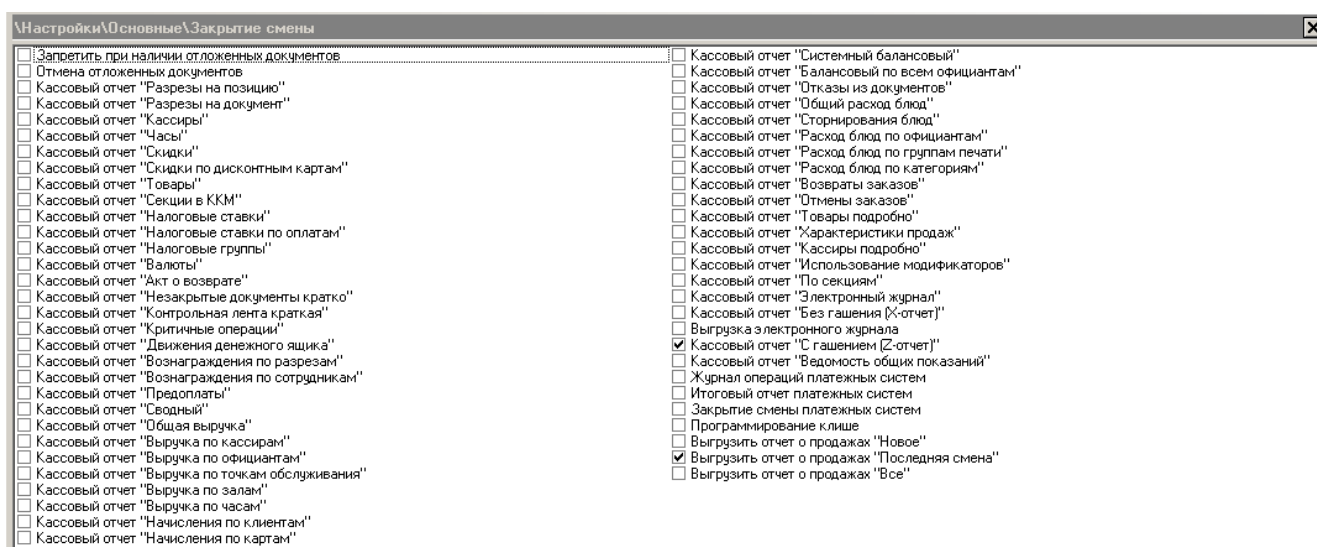 \Настройки\Основные\Закрытие смены
Запретить при наличии отложенных документов
Отмена отложенных документов
Кассовый отчет "Разрезы на позицию"
Кассовый отчет "Разрезы на документ"
Кассовый отчет "Кассиры"
Кассовый отчет "Часы"
Кассовый отчет "Скидки"
Кассовый отчет "Скидки по дисконтным картам"
Кассовый отчет "Товары"
Кассовый отчет "Секции в ККМ"
Кассовый отчет "Налоговые ставки"
Кассовый отчет "Налоговые ставки по оплатам"
Кассовый отчет "Налоговые группы"
Кассовый отчет "Валюты"
Кассовый отчет "Акт о возврате"
Кассовый отчет "Незакрытые документы кратко"
Кассовый отчет "Контрольная лента краткая"
Кассовый отчет "Критичные операции"
Кассовый отчет "Движения денежного ящика"
Кассовый отчет "Вознаграждения по разрезам"
Кассовый отчет "Вознаграждения по сотрудникам"
Кассовый отчет "Предоплаты"
Кассовый отчет "Сводный"
Кассовый отчет "Общая выручка"
Кассовый отчет "Выручка по кассирам"
Кассовый отчет "Выручка по официантам"
Кассовый отчет "Выручка по точкам обслуживания"
Кассовый отчет "Выручка по залам"
Кассовый отчет "Выручка по часам"
Кассовый отчет "Начисления по клиентам"
Кассовый отчет "Начисления по картам"
Кассовый отчет "Системный балансовый"
Кассовый отчет "Балансовый по всем официантам"
Кассовый отчет "Отказы из документов"
Кассовый отчет "Общий расход блюд"
Кассовый отчет "Сторнирования блюд"
Кассовый отчет "Расход блюд по официантам"
Кассовый отчет "Расход блюд по группам печати"
Кассовый отчет "Расход блюд по категориям"
Кассовый отчет "Возвраты заказов"
Кассовый отчет "Отмены заказов"
Кассовый отчет "Товары подробно"
Кассовый отчет "Характеристики продаж"
Кассовый отчет "Кассиры подробно"
Кассовый отчет "Использование модификаторов"
Кассовый отчет "По секциям"
Кассовый отчет "Электронный журнал"
Кассовый отчет "Без гашения (X-отчет)"
Выгрузка электронного журнала
Кассовый отчет "С гашением (Z-отчет)"
Кассовый отчет "Ведомость общих показаний"
Журнал операций платежных систем
Итоговый отчет платежных систем
Закрытие смены платежных систем
Программирование клише
Выгрузить отчет о продажах "Новое"
Выгрузить отчет о продажах "Последняя смена"
Выгрузить отчет о продажах "Все"